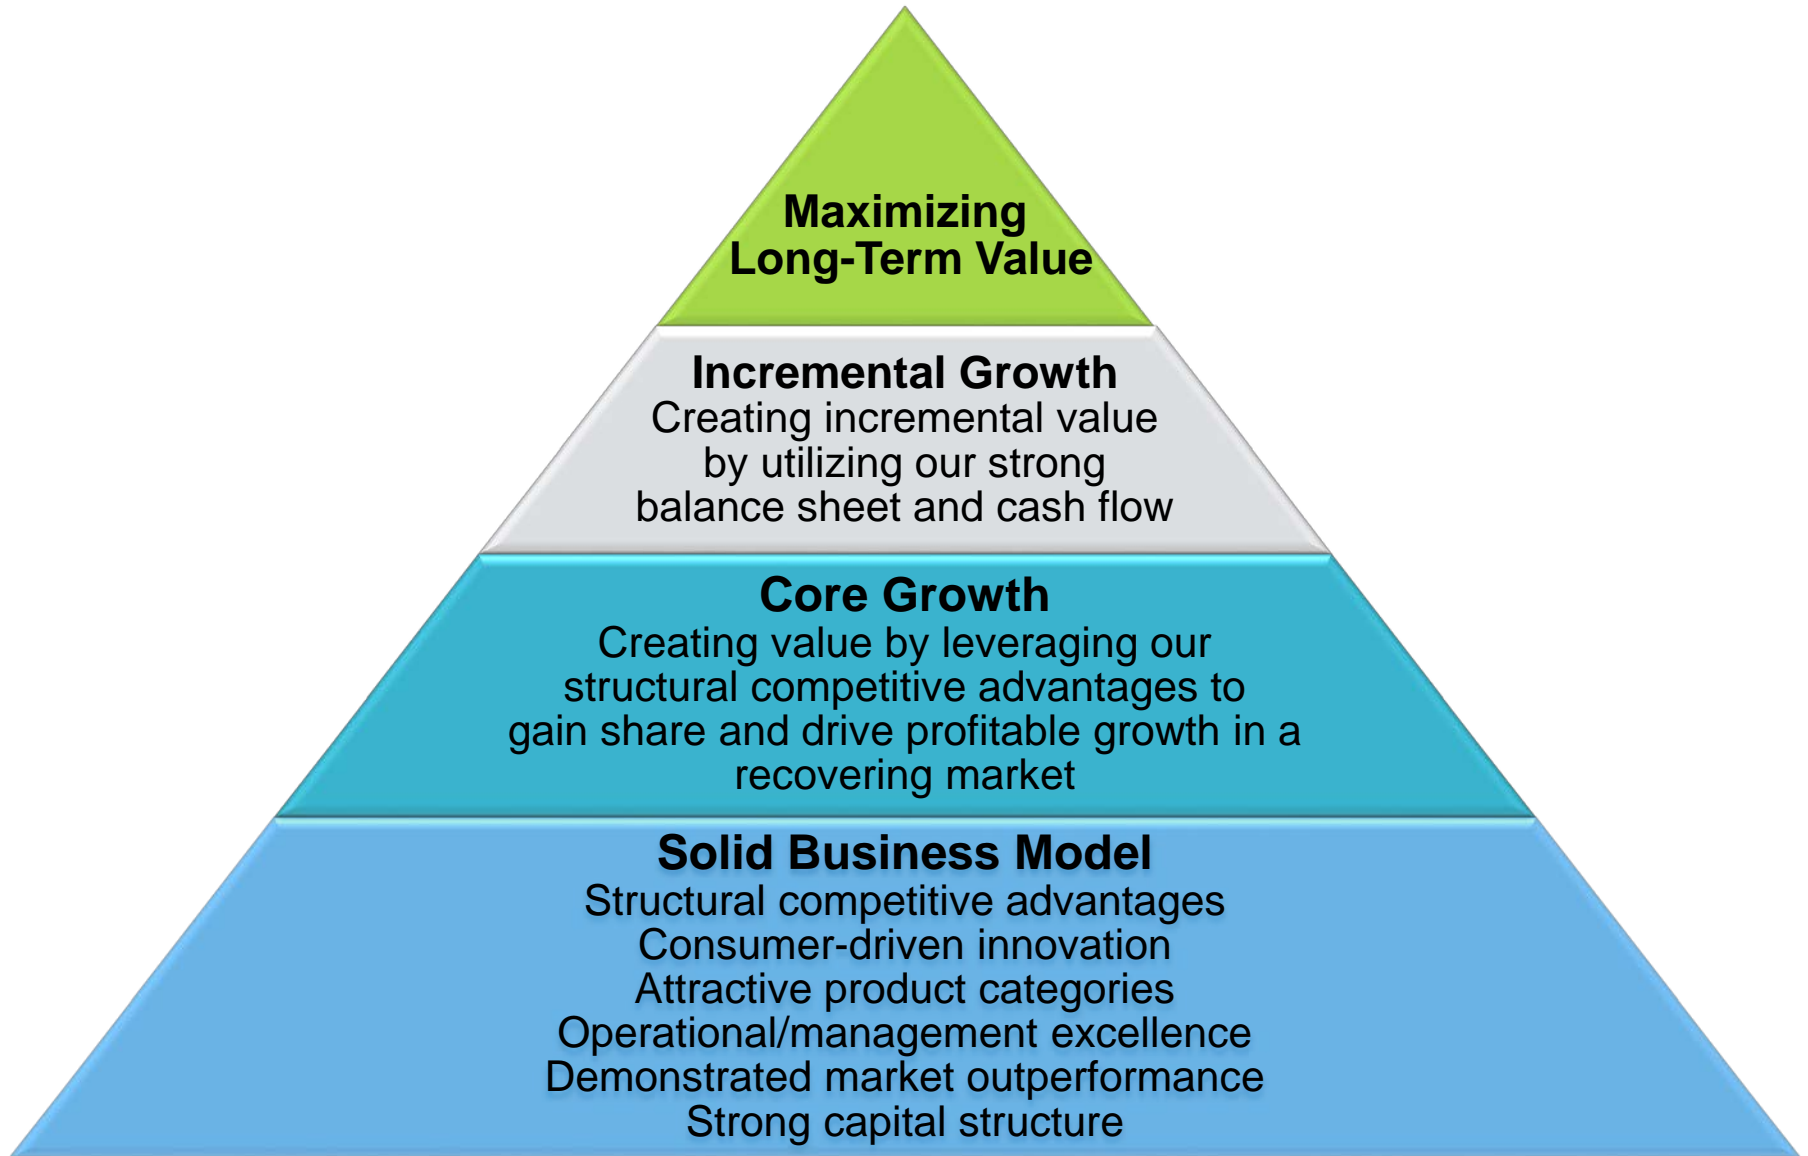 Maximizing
Long-Term Value
Incremental Growth
Creating incremental value
by utilizing our strong
balance sheet and cash flow
Core Growth
Creating value by leveraging our
structural competitive advantages to
gain share and drive profitable growth in a
recovering market
Solid Business Model
Structural competitive advantages
Consumer-driven innovation
Attractive product categories
Operational/management excellence
Demonstrated market outperformance
Strong capital structure